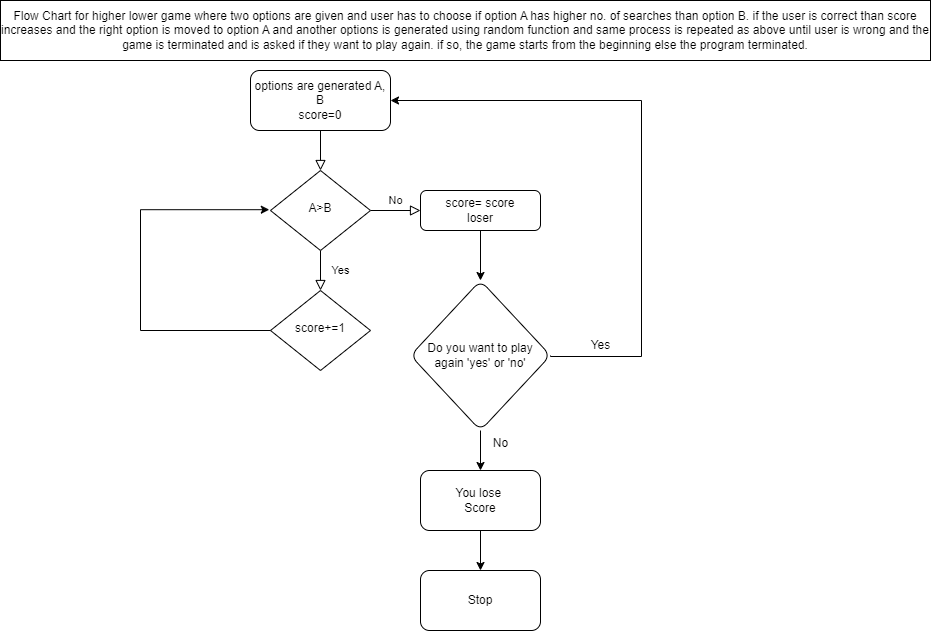 Flow Chart for higher lower game where two options are given and user has to choose if option A has higher no. of searches than option B. if the user is correct than score
increases and the right option is moved to option A and another options is generated using random function and same process is repeated as above until user is wrong and the
game is terminated and is asked if they want to play again. if so, the game starts from the beginning else the program terminated.
options are generated A,
B
score=0
A>B
No
score= score
loser
Yes
score+=1
Do you want to play
again 'yes' or 'no'
Yes
No
You lose
Score
Stop